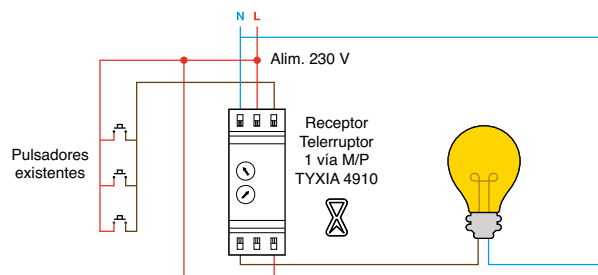 N L
Alim. 230 V
Receptor
Telerruptor
1 vía M/P
TYXIA 4910
Pulsadores
existentes